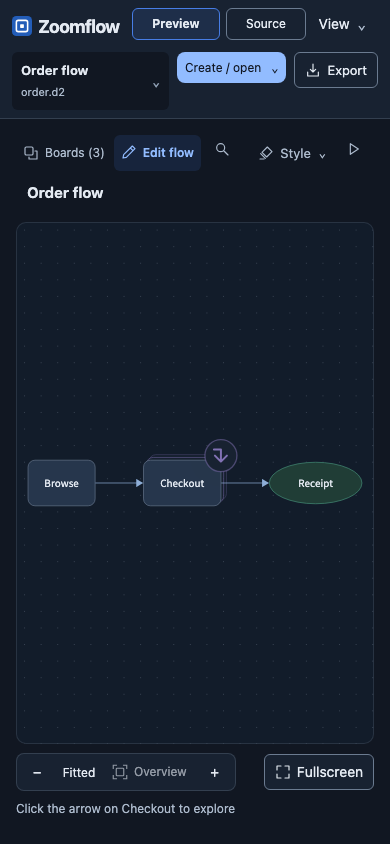 Zoomflow
Preview
Source
View
Order flow
order.d2
Create / open
Export
Boards (3)
Edit flow
Style
Order flow
Browse
Checkout
Receipt
− Fitted
Overview
+
Fullscreen
Click the arrow on Checkout to explore